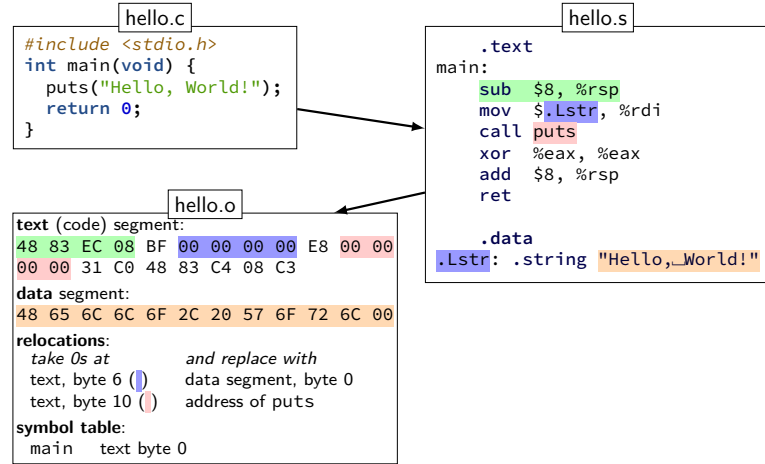 hello.c
#include <stdio.h>
int main(void) {
  puts("Hello, World!");
  return 0;
}
hello.s
.text
main:
sub $8, %rsp
mov $.Lstr, %rdi
call puts
xor %eax, %eax
add $8, %rsp
ret
.data
.Lstr: .string "Hello,␣World!"
hello.o
text (code) segment:
48 83 EC 08 BF 00 00 00 00 E8 00 00
00 00 31 C0 48 83 C4 08 C3
data segment:
48 65 6C 6C 6F 2C 20 57 6F 72 6C 00
relocations:
take 0s at and replace with
text, byte 6 ( ) data segment, byte 0
text, byte 10 ( ) address of puts
symbol table:
main text byte 0